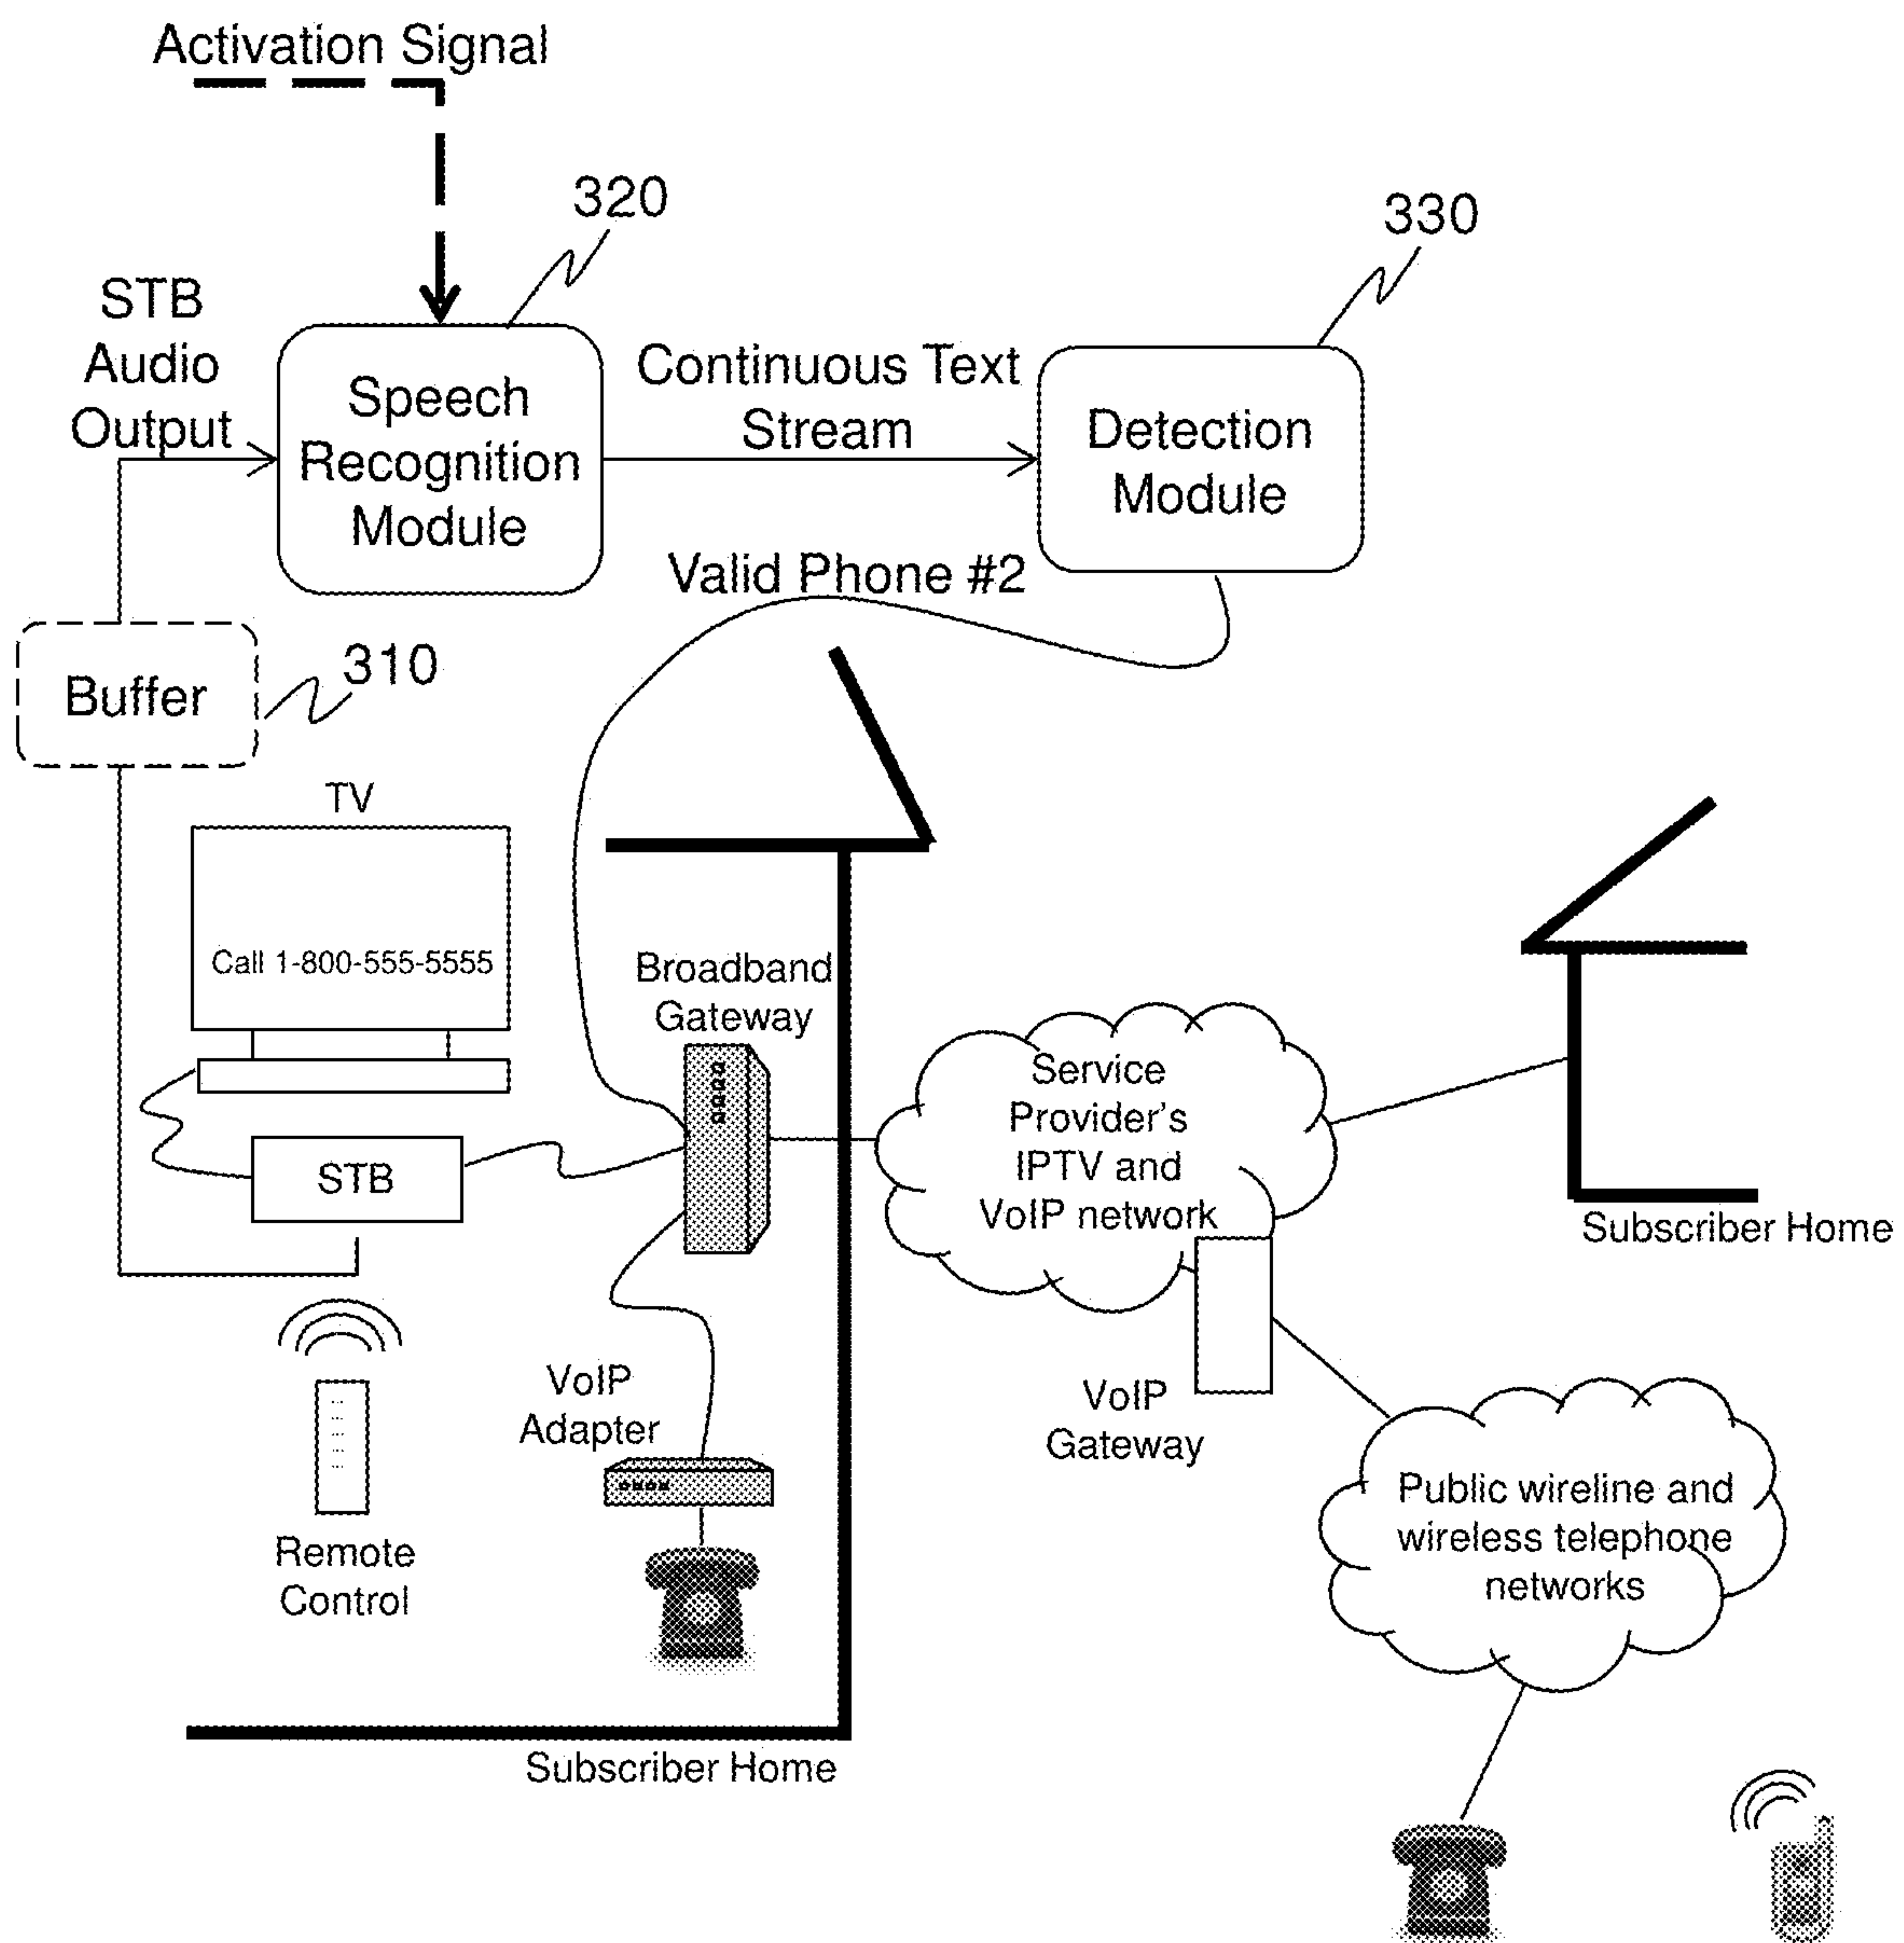 Activation Signal
320
330
STB
Audio
Output
Speech
Recognition
Module
Continuous Text
Stream
Detection
Module
Valid Phone #2
Buffer
310
TV
Call 1-800-555-5555
Broadband
Gateway
STB
Service
Provider's
IPTV and
VoIP network
Subscriber Home
VoIP
Adapter
VoIP
Gateway
Remote
Control
Public wireline and
wireless telephone
networks
Subscriber Home